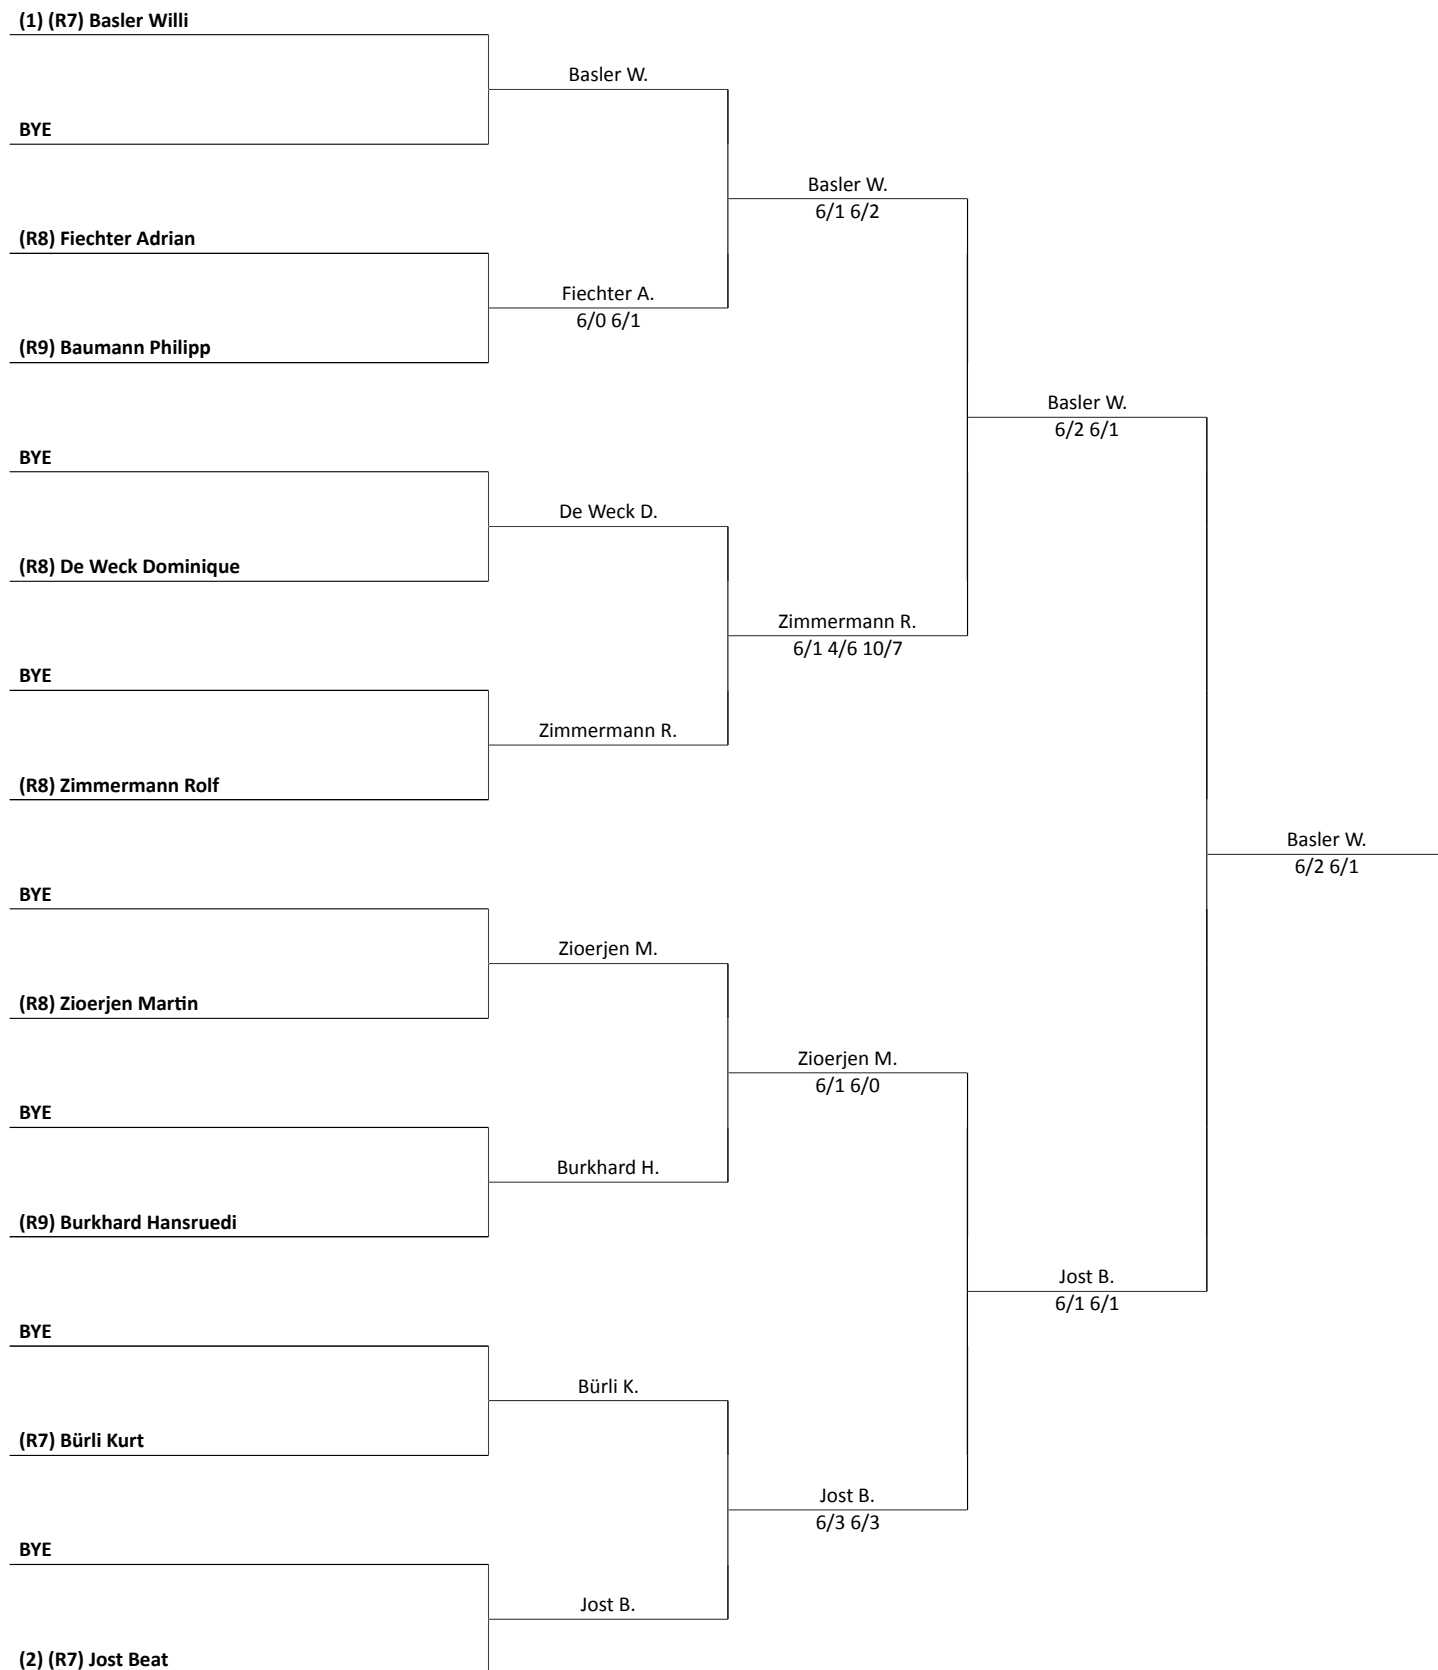 (1) (R7) Basler Willi
Basler W.
BYE
Basler W.
6/1 6/2
(R8) Fiechter Adrian
Fiechter A.
6/0 6/1
(R9) Baumann Philipp
Basler W.
6/2 6/1
BYE
De Weck D.
(R8) De Weck Dominique
Zimmermann R.
6/1 4/6 10/7
BYE
Zimmermann R.
(R8) Zimmermann Rolf
Basler W.
6/2 6/1
BYE
Zioerjen M.
(R8) Zioerjen Martin
Zioerjen M.
6/1 6/0
BYE
Burkhard H.
(R9) Burkhard Hansruedi
Jost B.
6/1 6/1
BYE
Bürli K.
(R7) Bürli Kurt
Jost B.
6/3 6/3
BYE
Jost B.
(2) (R7) Jost Beat